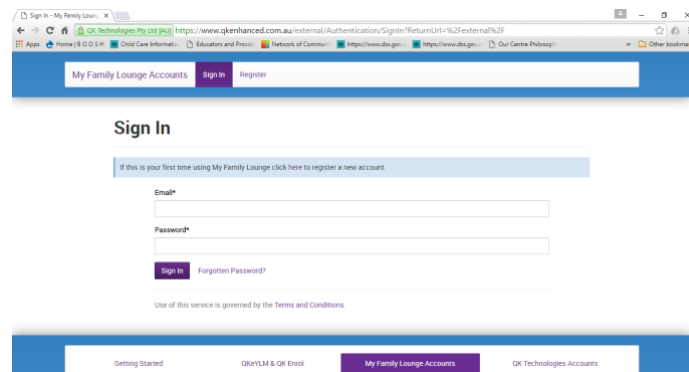 Sign In - My Family Loung
QK Technologies Pty Ltd [AU] https://www.qkenhanced.com.au/external/Authentication/SignIn?ReturnUrl=%2Fexternal%2F
Apps Home | B O O S H Child Care Informatio Educators and Provid Network of Commun https://www.dss.gov. https://www.dss.gov. Our Centre Philosop Other bookma
My Family Lounge Accounts Sign In Register
Sign In
If this is your first time using My Family Lounge click here to register a new account.
Email*
Password*
Sign In Forgotten Password?
Use of this service is governed by the Terms and Conditions.
Getting Started QKeYLM & QK Enrol My Family Lounge Accounts QK Technologies Accounts